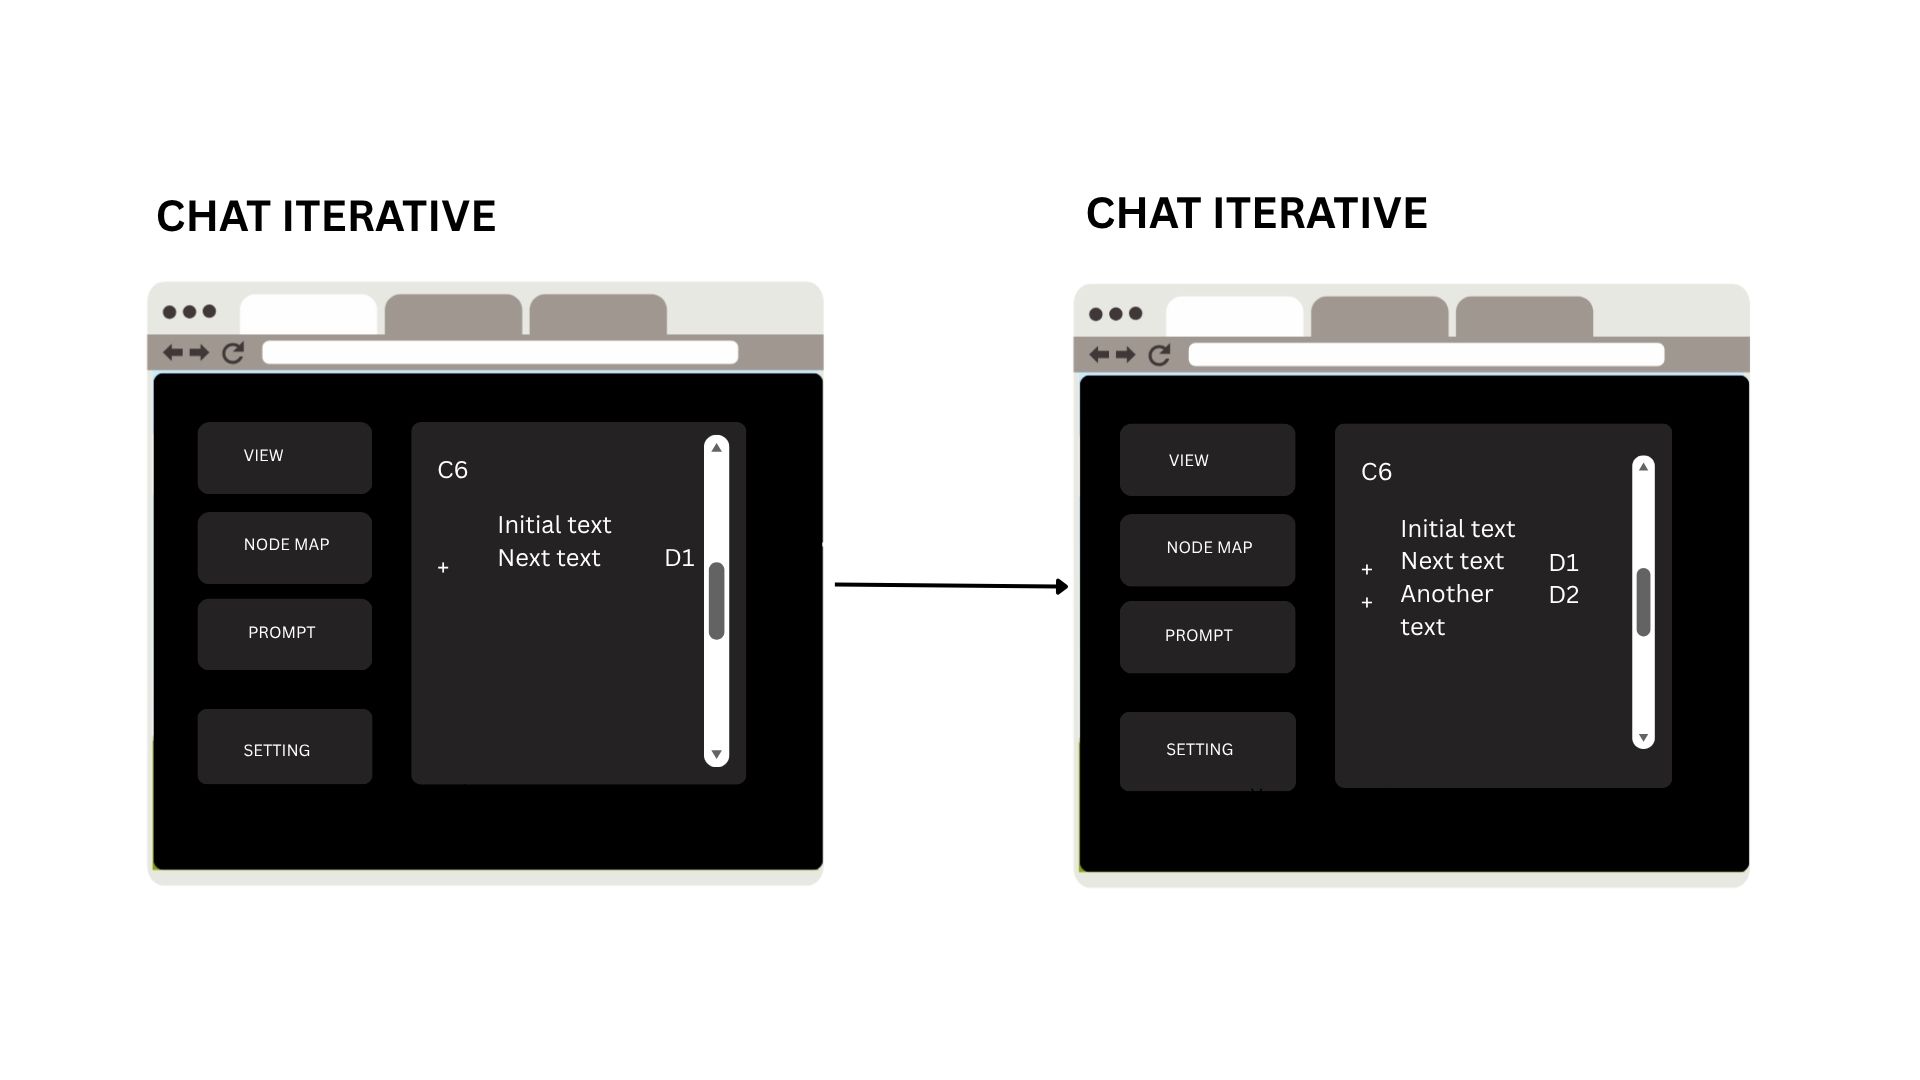 CHAT ITERATIVE
VIEW
NODE MAP
PROMPT
SETTING
C6
Initial text
+ Next text D1
CHAT ITERATIVE
VIEW
NODE MAP
PROMPT
SETTING
C6
Initial text
+ Next text D1
+ Another D2
text